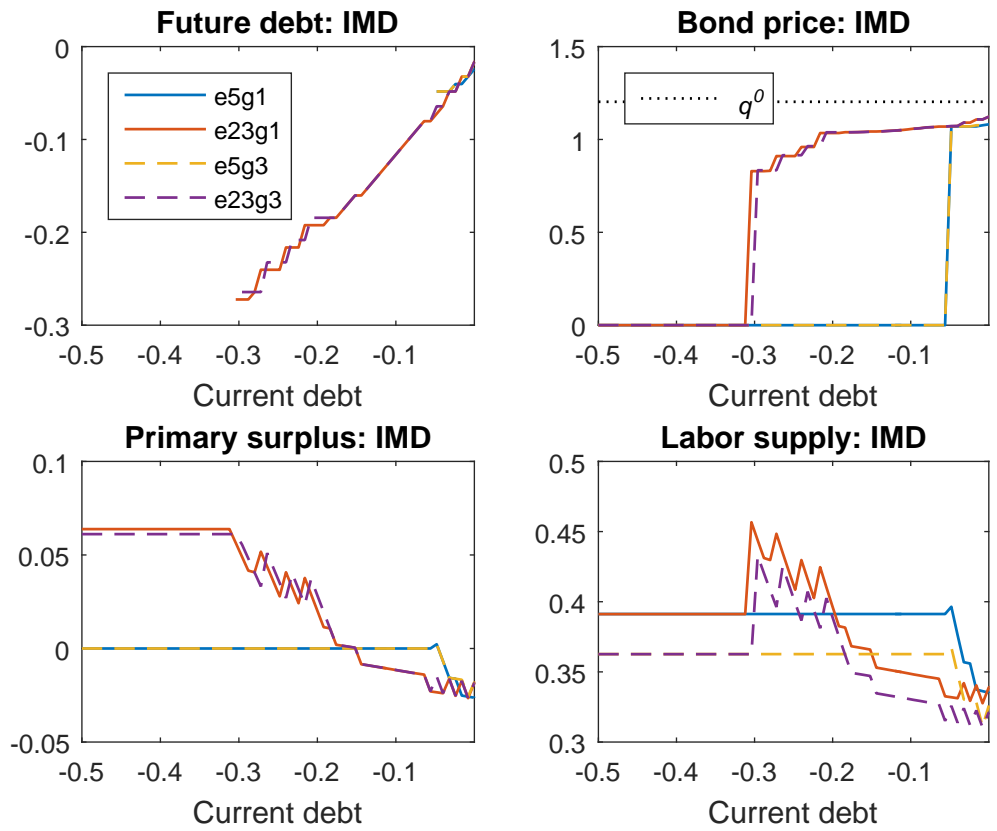 Future debt: IMD
0
-0.1
-0.2
-0.3
e5g1
e23g1
e5g3
e23g3
-0.5 -0.4 -0.3 -0.2 -0.1
Current debt
Bond price: IMD
1.5
1
0.5
0
q⁰
-0.5 -0.4 -0.3 -0.2 -0.1
Current debt
Primary surplus: IMD
0.1
0.05
0
-0.05
-0.5 -0.4 -0.3 -0.2 -0.1
Current debt
Labor supply: IMD
0.5
0.45
0.4
0.35
0.3
-0.5 -0.4 -0.3 -0.2 -0.1
Current debt